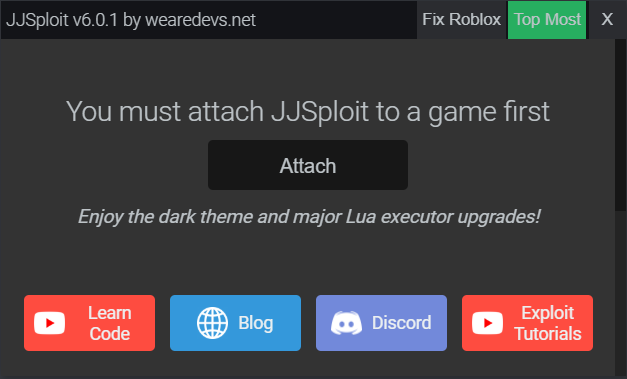 JJSploit v6.0.1 by wearedevs.net
Fix Roblox
Top Most
X
You must attach JJSploit to a game first
Attach
Enjoy the dark theme and major Lua executor upgrades!
Learn
Code
Blog
Discord
Exploit
Tutorials